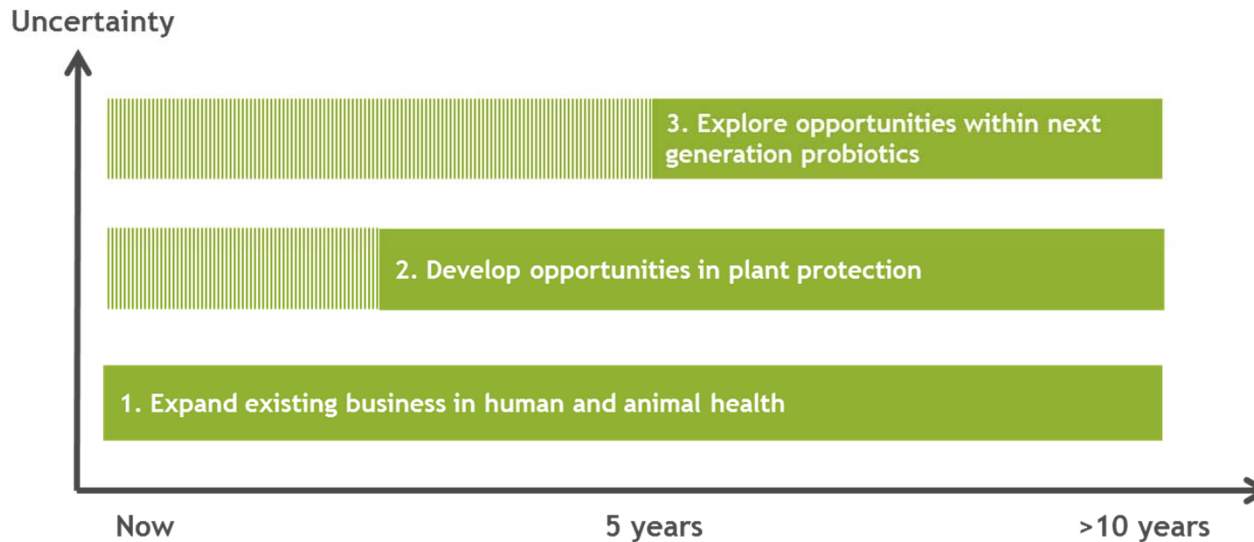 Uncertainty
3. Explore opportunities within next
generation probiotics
2. Develop opportunities in plant protection
1. Expand existing business in human and animal health
Now
5 years
>10 years